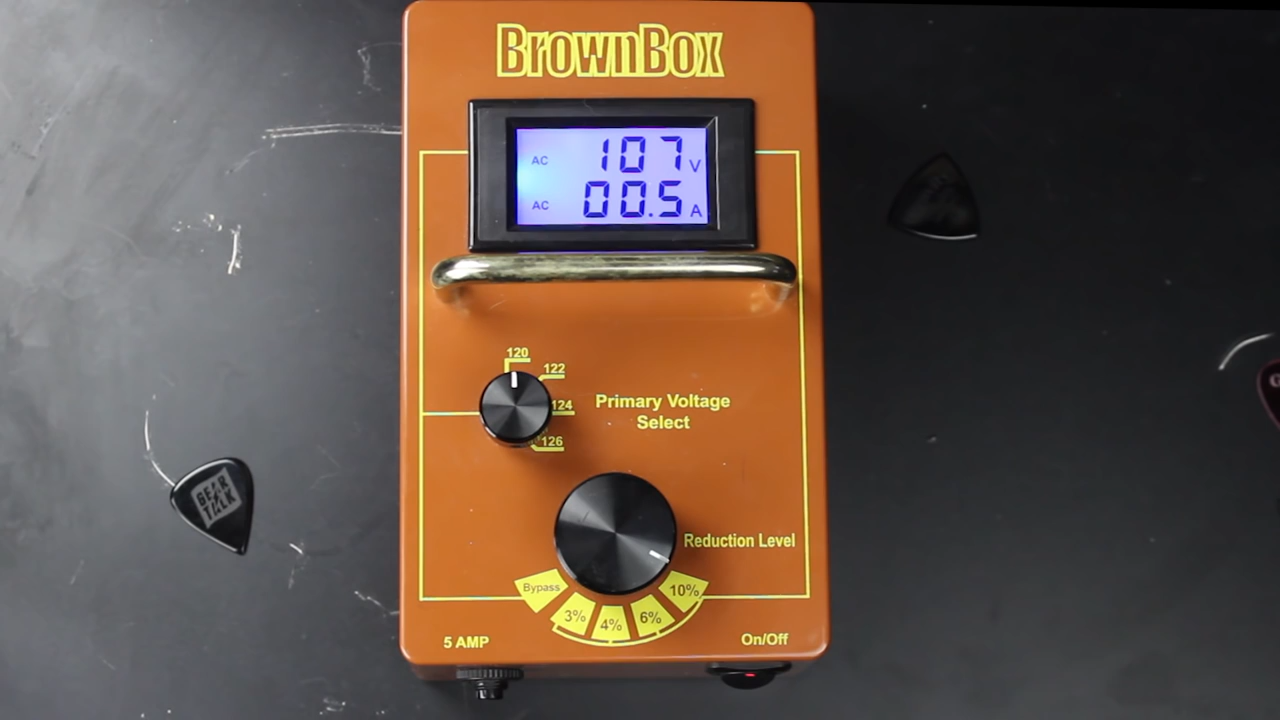 BrownBox
AC 107 V
AC 00.5 A
120
122
124
126
Primary Voltage
Select
Reduction Level
Bypass
3%
4%
6%
10%
5 AMP
On/Off
GEAR
TALK